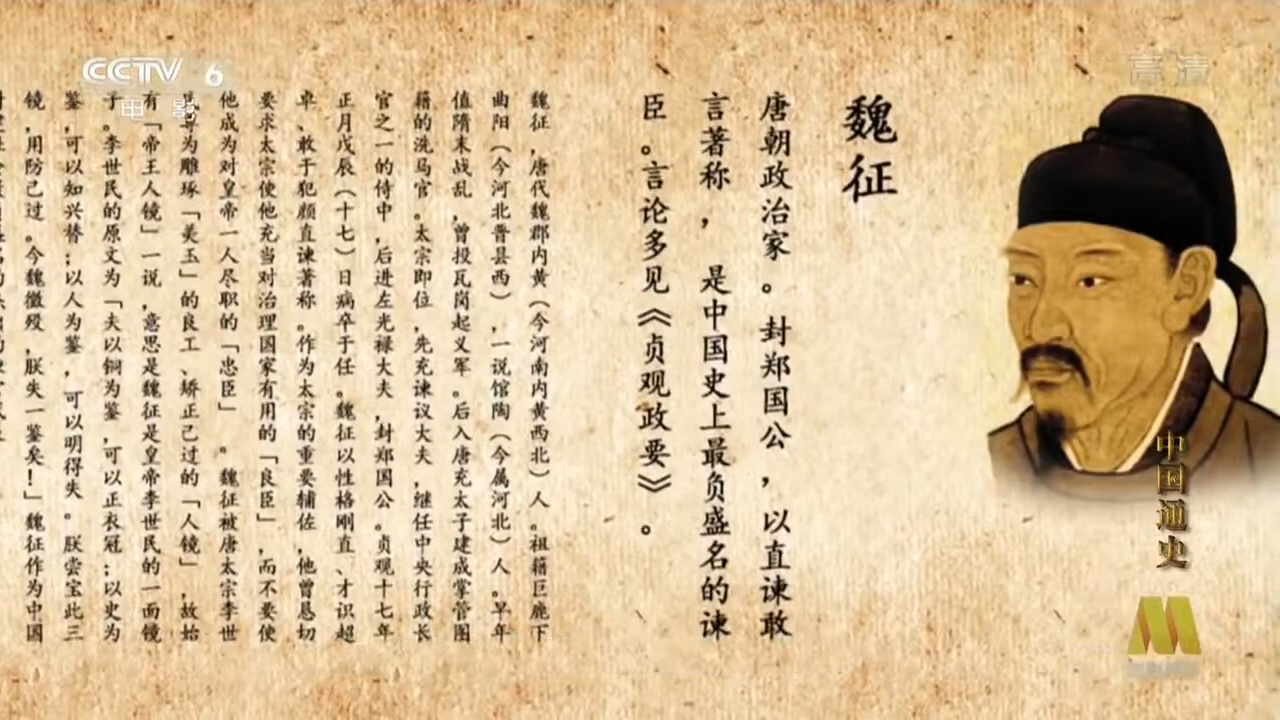 CCTV 6
电影
高清
魏征
唐朝政治家。封郑国公，以直谏敢
言著称，是中国史上最负盛名的谏
臣。言论多见《贞观政要》。
魏征，唐代魏郡内黄（今河南内黄西北）人。祖籍巨鹿下
曲阳（今河北晋县西），一说馆陶（今属河北）人。早年
值隋末战乱，曾投瓦岗起义军。后入唐充太子建成掌管图
籍的洗马官。太宗即位，先充谏议大夫，继任中央行政长
官之一的侍中，后进左光禄大夫，封郑国公。贞观十七年
正月戊辰（十七）日病卒于任。魏征以性格刚直、才识超
卓、敢于犯颜直谏著称。作为太宗的重要辅佐，他曾恳切
要求太宗使他充当对治理国家有用的「良臣」，而不要使
他成为对皇帝一人尽职的「忠臣」。魏征被唐太宗李世
民尊为雕琢「美玉」的良工、矫正己过的「人镜」，故始
有「帝王人镜」一说，意思是魏征是皇帝李世民的一面镜
子。李世民的原文为「夫以铜为鉴，可以正衣冠；以史为
鉴，可以知兴替；以人为鉴，可以明得失。朕尝宝此三
镜，用防己过。今魏徵殁，朕失一鉴矣！」魏征作为中国
中国通史